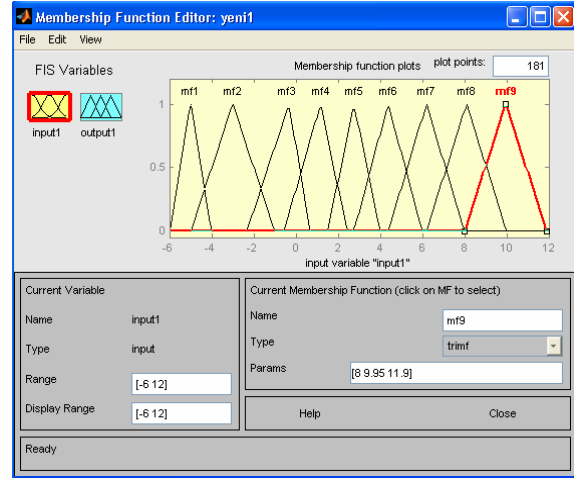 Membership Function Editor: yeni1
File Edit View
FIS Variables
Membership function plots plot points: 181
input1 output1
mf1 mf2 mf3 mf4 mf5 mf6 mf7 mf8 mf9
1
0.5
0
-6 -4 -2 0 2 4 6 8 10 12
input variable "input1"
Current Variable
Name input1
Type input
Range [-6 12]
Display Range [-6 12]
Current Membership Function (click on MF to select)
Name mf9
Type trimf
Params [8 9.95 11.9]
Help Close
Ready